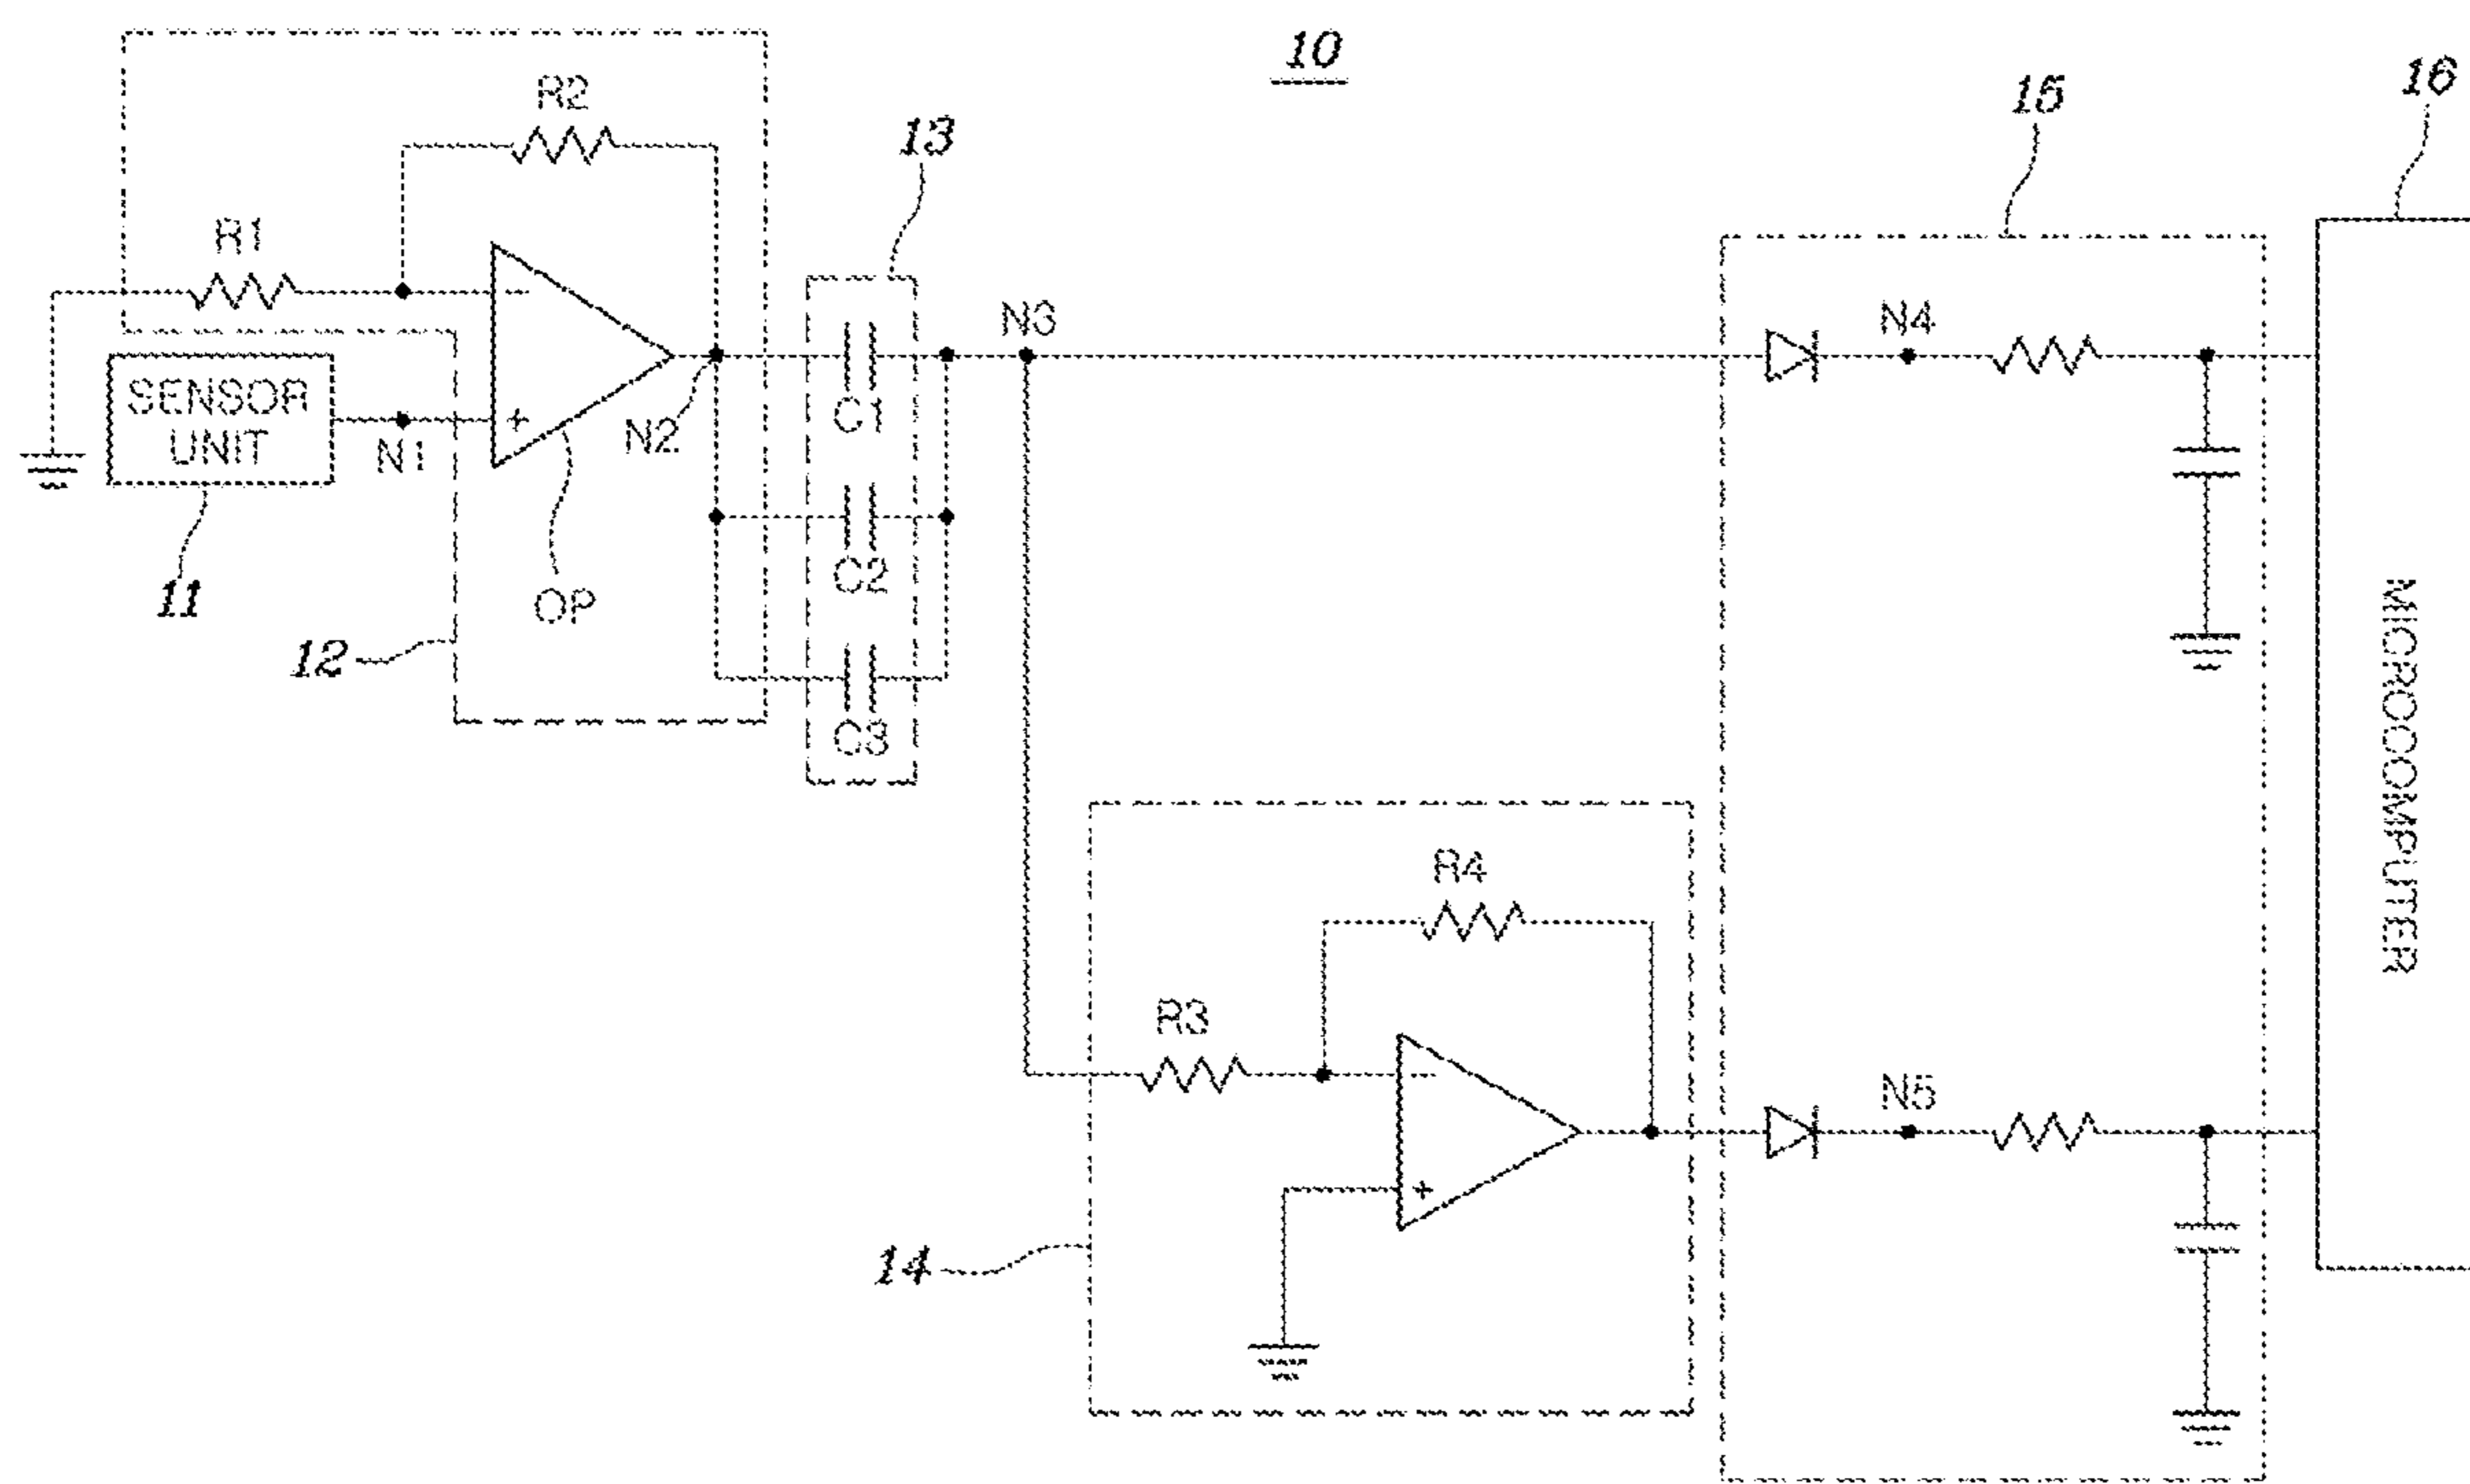 10
15
16
R2
13
R1
N3
N4
SENSOR
UNIT
N1
+
N2
C1
C2
OP
11
12
C3
MICROCOMPUTER
R4
R3
N5
+
14